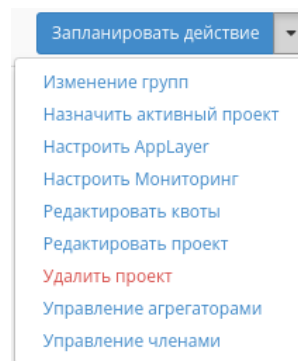 Запланировать действие
Изменение групп
Назначить активный проект
Настроить AppLayer
Настроить Мониторинг
Редактировать квоты
Редактировать проект
Удалить проект
Управление агрегаторами
Управление членами